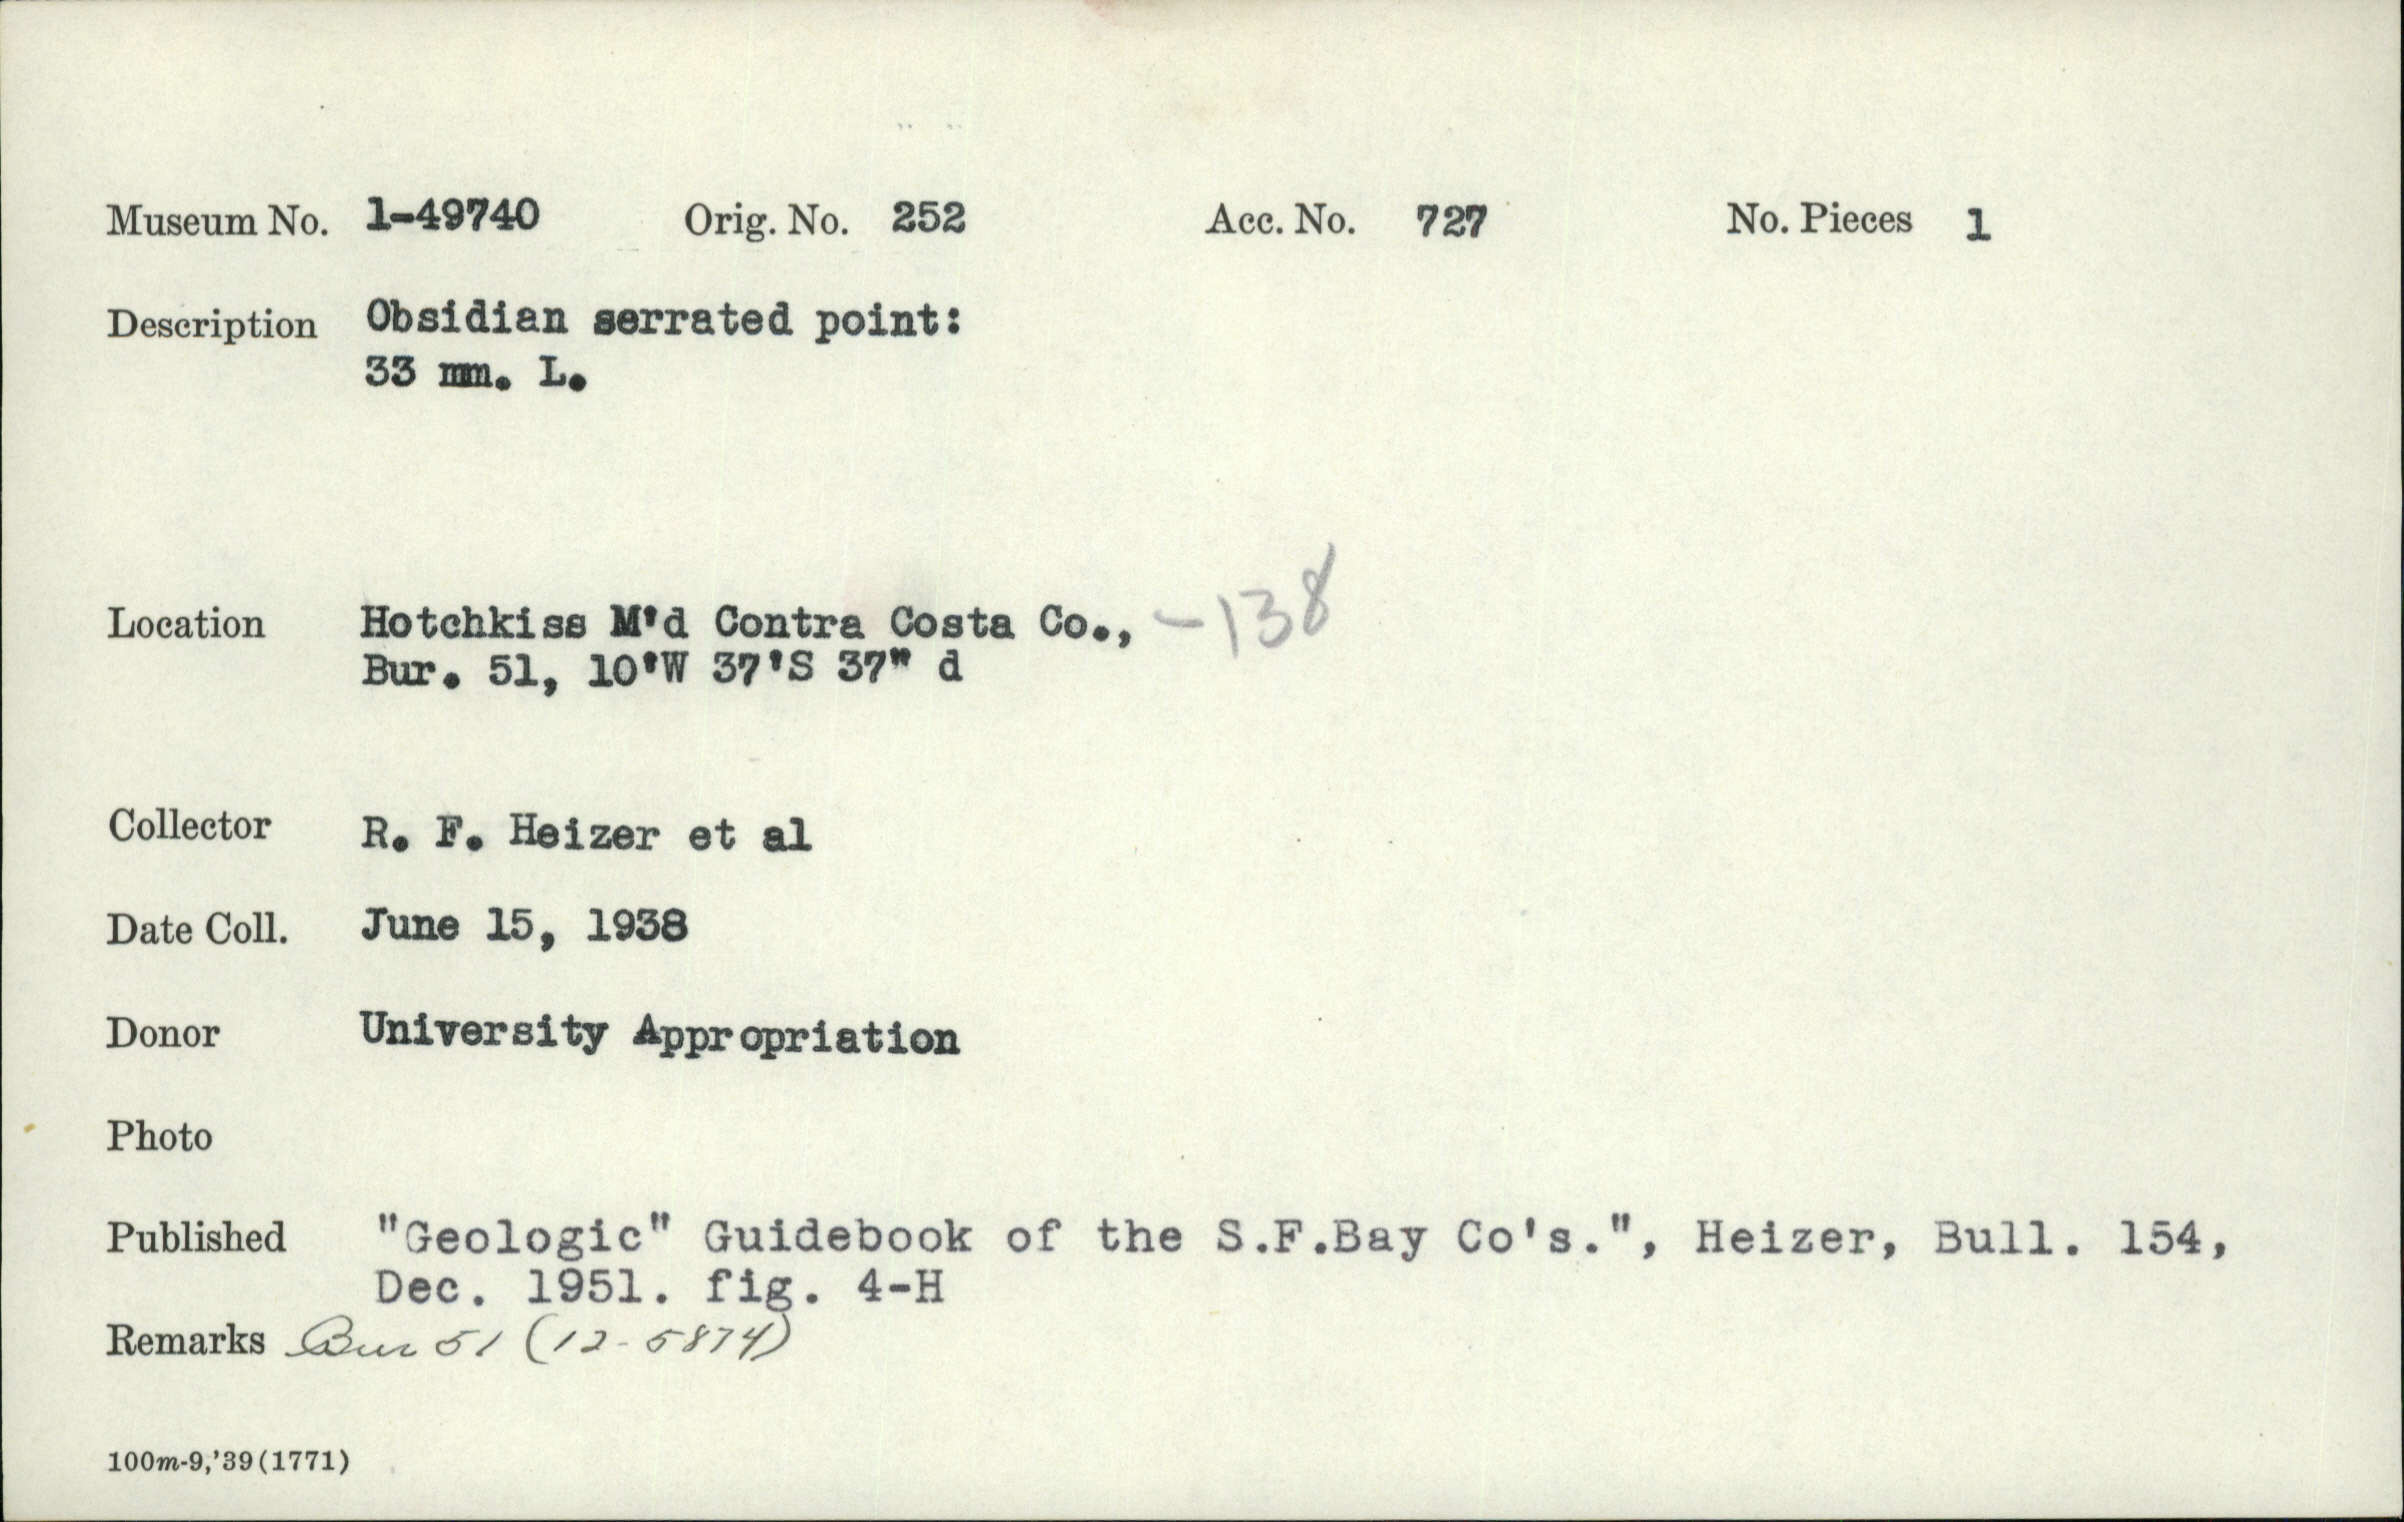 Museum No. 1-49740 Orig. No. 252 Acc. No. 727 No. Pieces 1
Description Obsidian serrated point:
33 mm. L.
Location Hotchkiss M'd Contra Costa Co., -138
Bur. 51, 10'W 37'S 37" d
Collector R. F. Heizer et al
Date Coll. June 15, 1938
Donor University Appropriation
Photo
Published "Geologic" Guidebook of the S.F.Bay Co's.", Heizer, Bull. 154,
Dec. 1951. fig. 4-H
Remarks Bur 51 (12-5874)
100m-9,'39(1771)